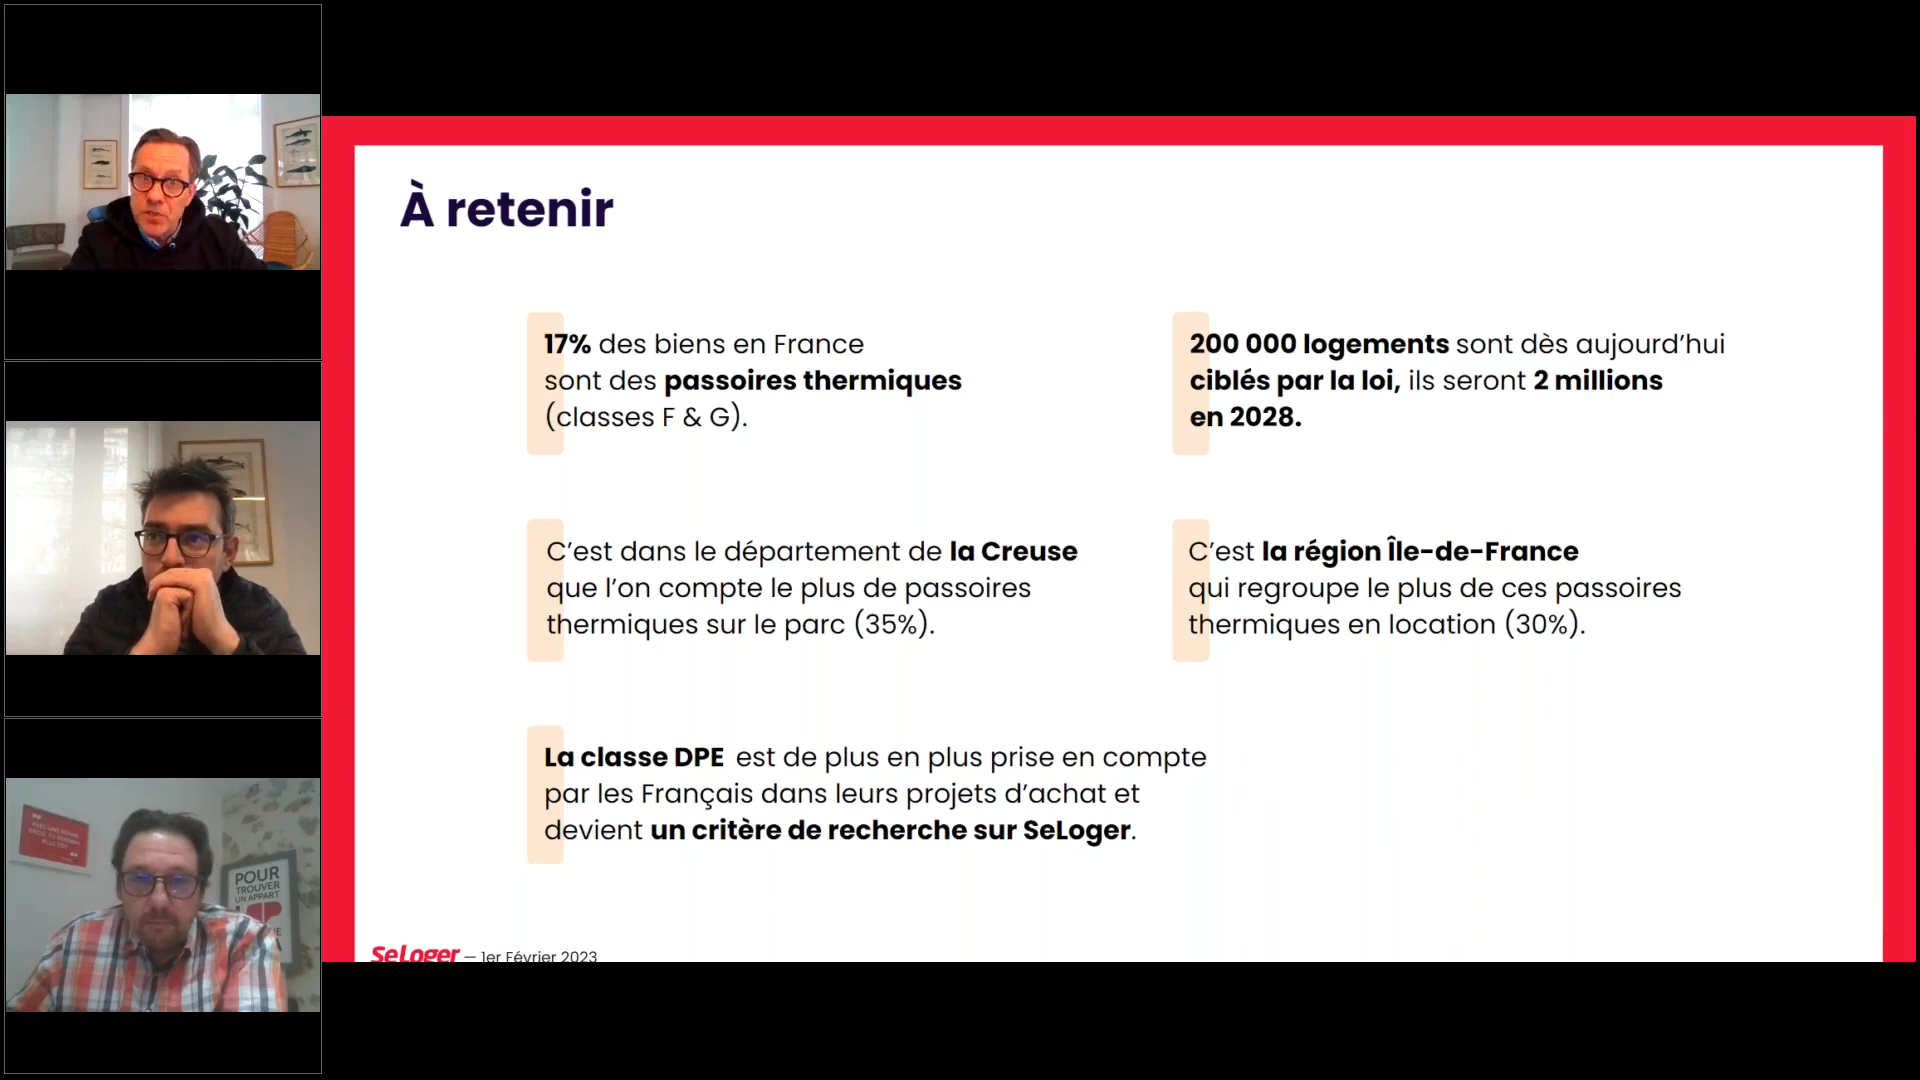 À retenir
17% des biens en France
sont des passoires thermiques
(classes F & G).
200 000 logements sont dès aujourd’hui
ciblés par la loi, ils seront 2 millions
en 2028.
C’est dans le département de la Creuse
que l’on compte le plus de passoires
thermiques sur le parc (35%).
C’est la région Île-de-France
qui regroupe le plus de ces passoires
thermiques en location (30%).
La classe DPE est de plus en plus prise en compte
par les Français dans leurs projets d’achat et
devient un critère de recherche sur SeLoger.
SeLoger — 1er Février 2023
POUR
TROUVER
UN APPART